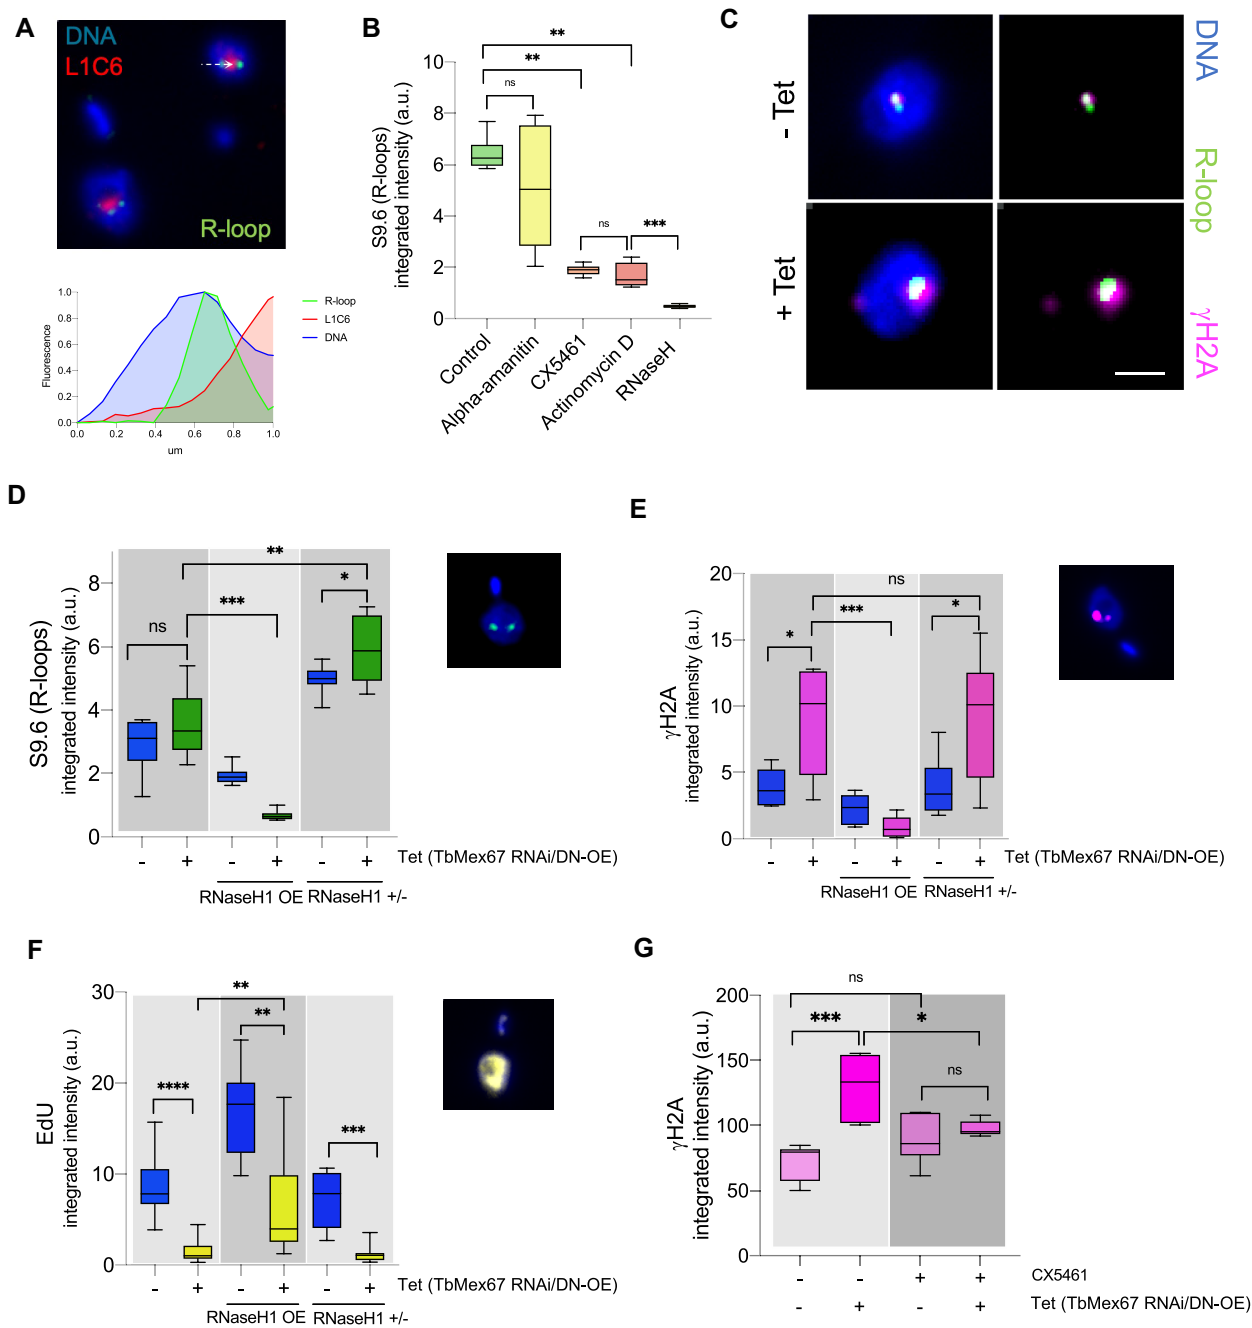 A
DNA
L1C6
R-loop
1.0
0.8
0.6
0.4
0.2
0.0
Fluorescence
0.0 0.2 0.4 0.6 0.8 1.0
um
R-loop
L1C6
DNA
B
S9.6 (R-loops)
integrated intensity (a.u.)
10
8
6
4
2
0
**
**
ns
ns
***
Control
Alpha-amanitin
CX5461
Actinomycin D
RNaseH
C
- Tet
+ Tet
DNA R-loop γH2A
D
S9.6 (R-loops)
integrated intensity (a.u.)
8
6
4
2
0
**
*
***
ns
- + - + - + Tet (TbMex67 RNAi/DN-OE)
RNaseH1 OE RNaseH1 +/-
E
γH2A
integrated intensity (a.u.)
20
15
10
5
0
ns
***
*
*
- + - + - + Tet (TbMex67 RNAi/DN-OE)
RNaseH1 OE RNaseH1 +/-
F
EdU
integrated intensity (a.u.)
30
20
10
0
**
**
****
***
- + - + - + Tet (TbMex67 RNAi/DN-OE)
RNaseH1 OE RNaseH1 +/-
G
γH2A
integrated intensity (a.u.)
200
150
100
50
0
ns
***
*
ns
- - + + CX5461
- + - + Tet (TbMex67 RNAi/DN-OE)